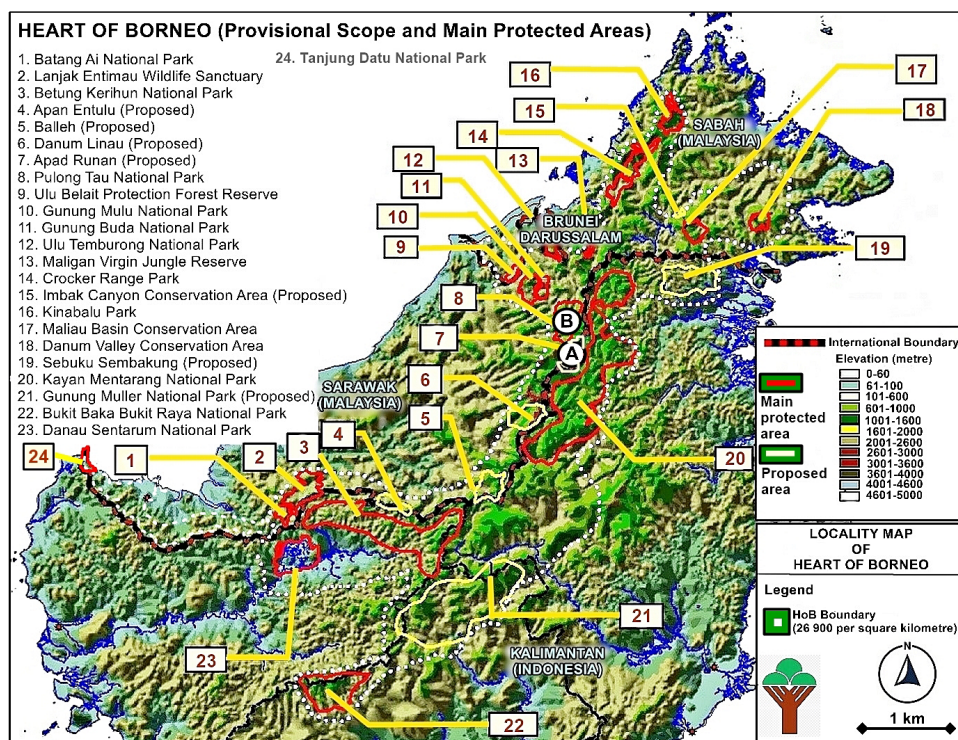 HEART OF BORNEO (Provisional Scope and Main Protected Areas)
1. Batang Ai National Park
2. Lanjak Entimau Wildlife Sanctuary
3. Betung Kerihun National Park
4. Apan Entulu (Proposed)
5. Balleh (Proposed)
6. Danum Linau (Proposed)
7. Apad Runan (Proposed)
8. Pulong Tau National Park
9. Ulu Belait Protection Forest Reserve
10. Gunung Mulu National Park
11. Gunung Buda National Park
12. Ulu Temburong National Park
13. Maligan Virgin Jungle Reserve
14. Crocker Range Park
15. Imbak Canyon Conservation Area (Proposed)
16. Kinabalu Park
17. Maliau Basin Conservation Area
18. Danum Valley Conservation Area
19. Sebuku Sembakung (Proposed)
20. Kayan Mentarang National Park
21. Gunung Muller National Park (Proposed)
22. Bukit Baka Bukit Raya National Park
23. Danau Sentarum National Park
24. Tanjung Datu National Park
16
17
15
18
14
SABAH
(MALAYSIA)
12
13
11
10
BRUNEI
DARUSSALAM
9
19
8
B
7
A
6
SARAWAK
(MALAYSIA)
5
4
3
2
1
24
20
21
23
KALIMANTAN
(INDONESIA)
22
International Boundary
Elevation (metre)
Main
protected
area
Proposed
area
0-60
61-100
101-600
601-1000
1001-1600
1601-2000
2001-2600
2601-3000
3001-3600
3601-4000
4001-4600
4601-5000
LOCALITY MAP
OF
HEART OF BORNEO
Legend
HoB Boundary
(26 900 per square kilometre)
N
1 km